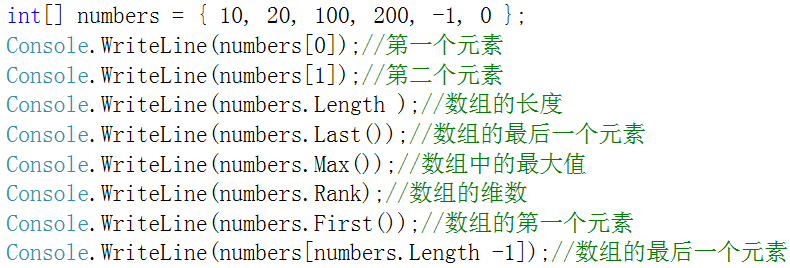 int[] numbers = { 10, 20, 100, 200, -1, 0 };
Console.WriteLine(numbers[0]);//第一个元素
Console.WriteLine(numbers[1]);//第二个元素
Console.WriteLine(numbers.Length );//数组的长度
Console.WriteLine(numbers.Last());//数组的最后一个元素
Console.WriteLine(numbers.Max());//数组中的最大值
Console.WriteLine(numbers.Rank);//数组的维数
Console.WriteLine(numbers.First());//数组的第一个元素
Console.WriteLine(numbers[numbers.Length -1]);//数组的最后一个元素